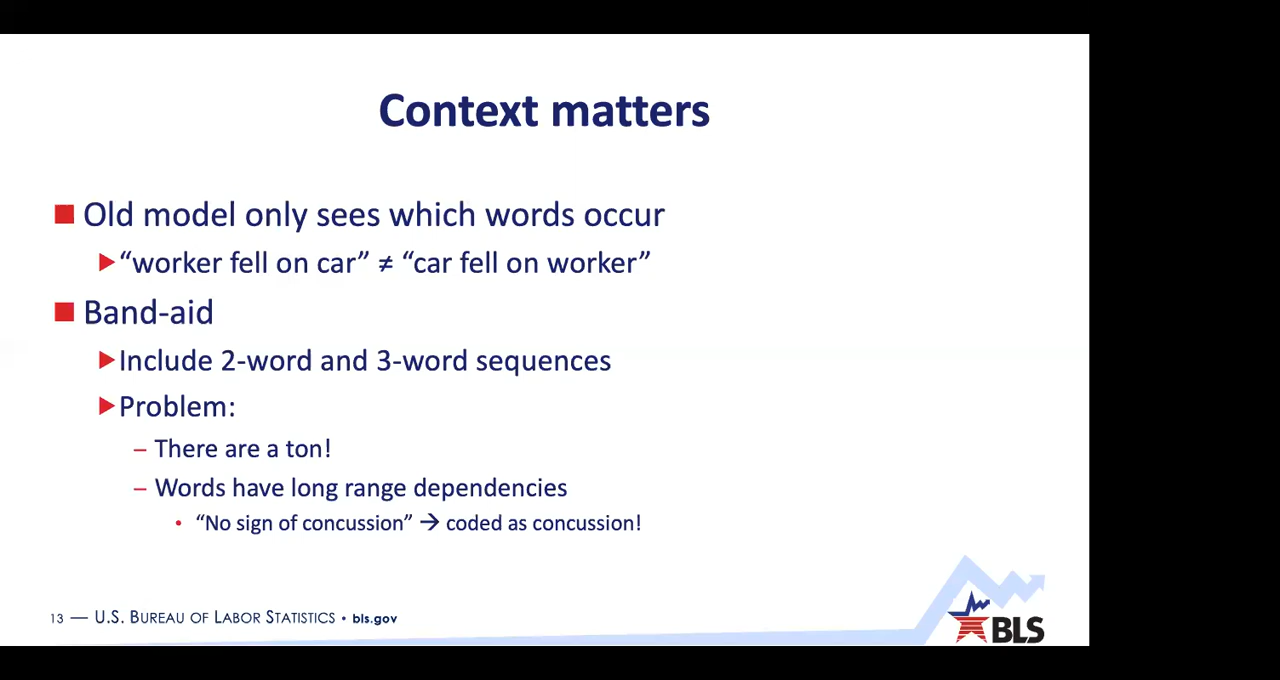 Context matters
Old model only sees which words occur
“worker fell on car” ≠ “car fell on worker”
Band-aid
Include 2-word and 3-word sequences
Problem:
– There are a ton!
– Words have long range dependencies
• “No sign of concussion” → coded as concussion!
13 — U.S. BUREAU OF LABOR STATISTICS • bls.gov
BLS